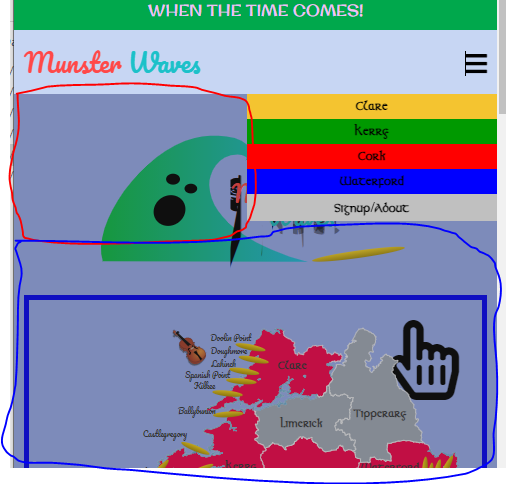 WHEN THE TIME COMES!
Munster Waves
Clare
Kerry
Cork
Waterford
Signup/About
Doolin Point
Doughmore
Clare
Lahinch
Spanish Point
Kilkee
Ballybunion
Limerick
Tipperary
Castlegregory
Kerry
Waterford